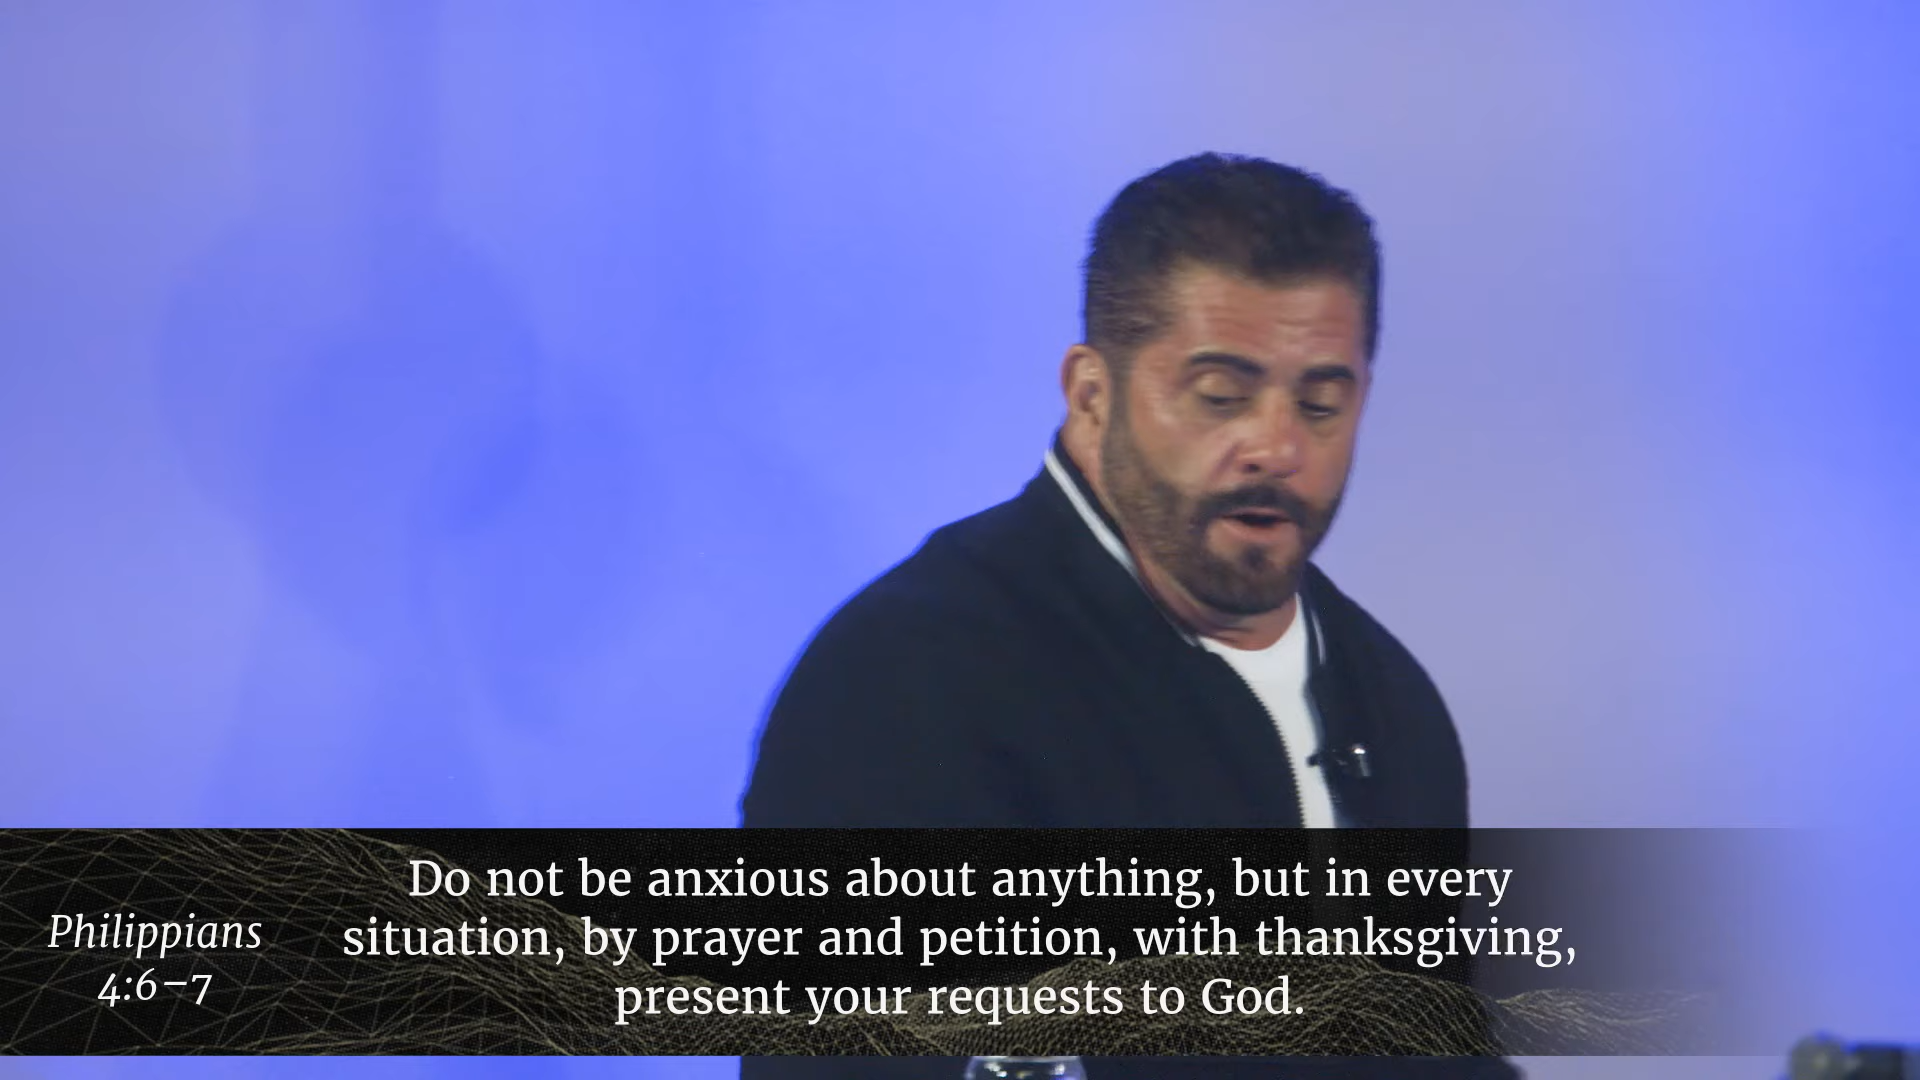 Philippians
4:6–7
Do not be anxious about anything, but in every
situation, by prayer and petition, with thanksgiving,
present your requests to God.